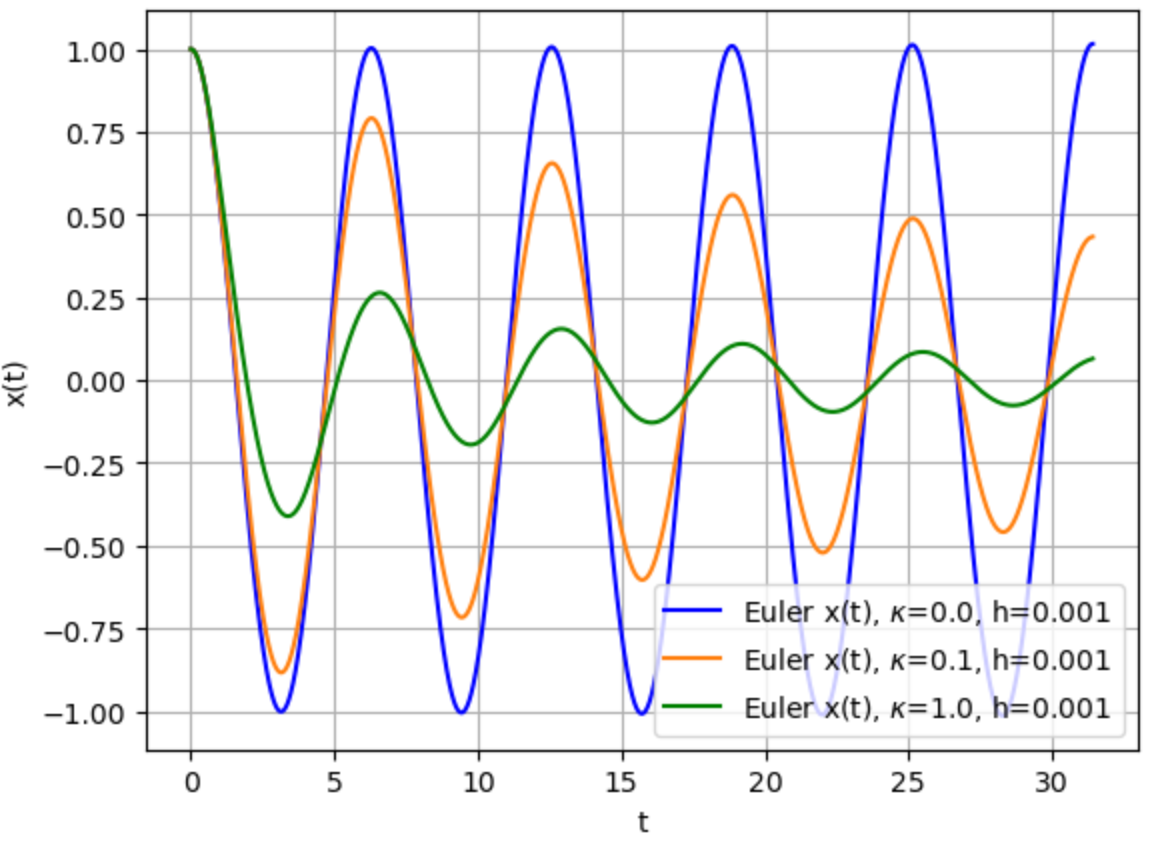 1.00
0.75
0.50
0.25
0.00
−0.25
−0.50
−0.75
−1.00
x(t)
Euler x(t), κ=0.0, h=0.001
Euler x(t), κ=0.1, h=0.001
Euler x(t), κ=1.0, h=0.001
0 5 10 15 20 25 30
t